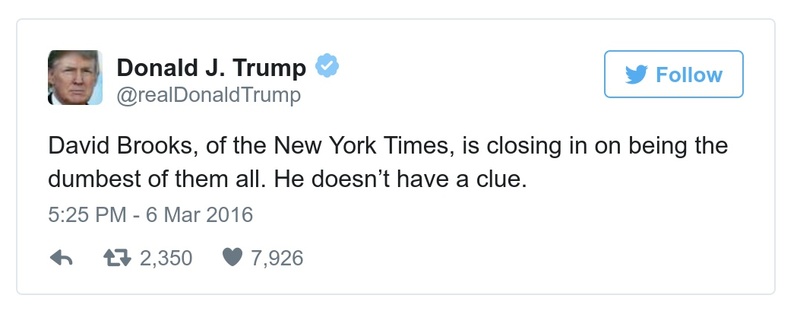 Donald J. Trump
@realDonaldTrump
Follow
David Brooks, of the New York Times, is closing in on being the
dumbest of them all. He doesn’t have a clue.
5:25 PM - 6 Mar 2016
2,350 7,926